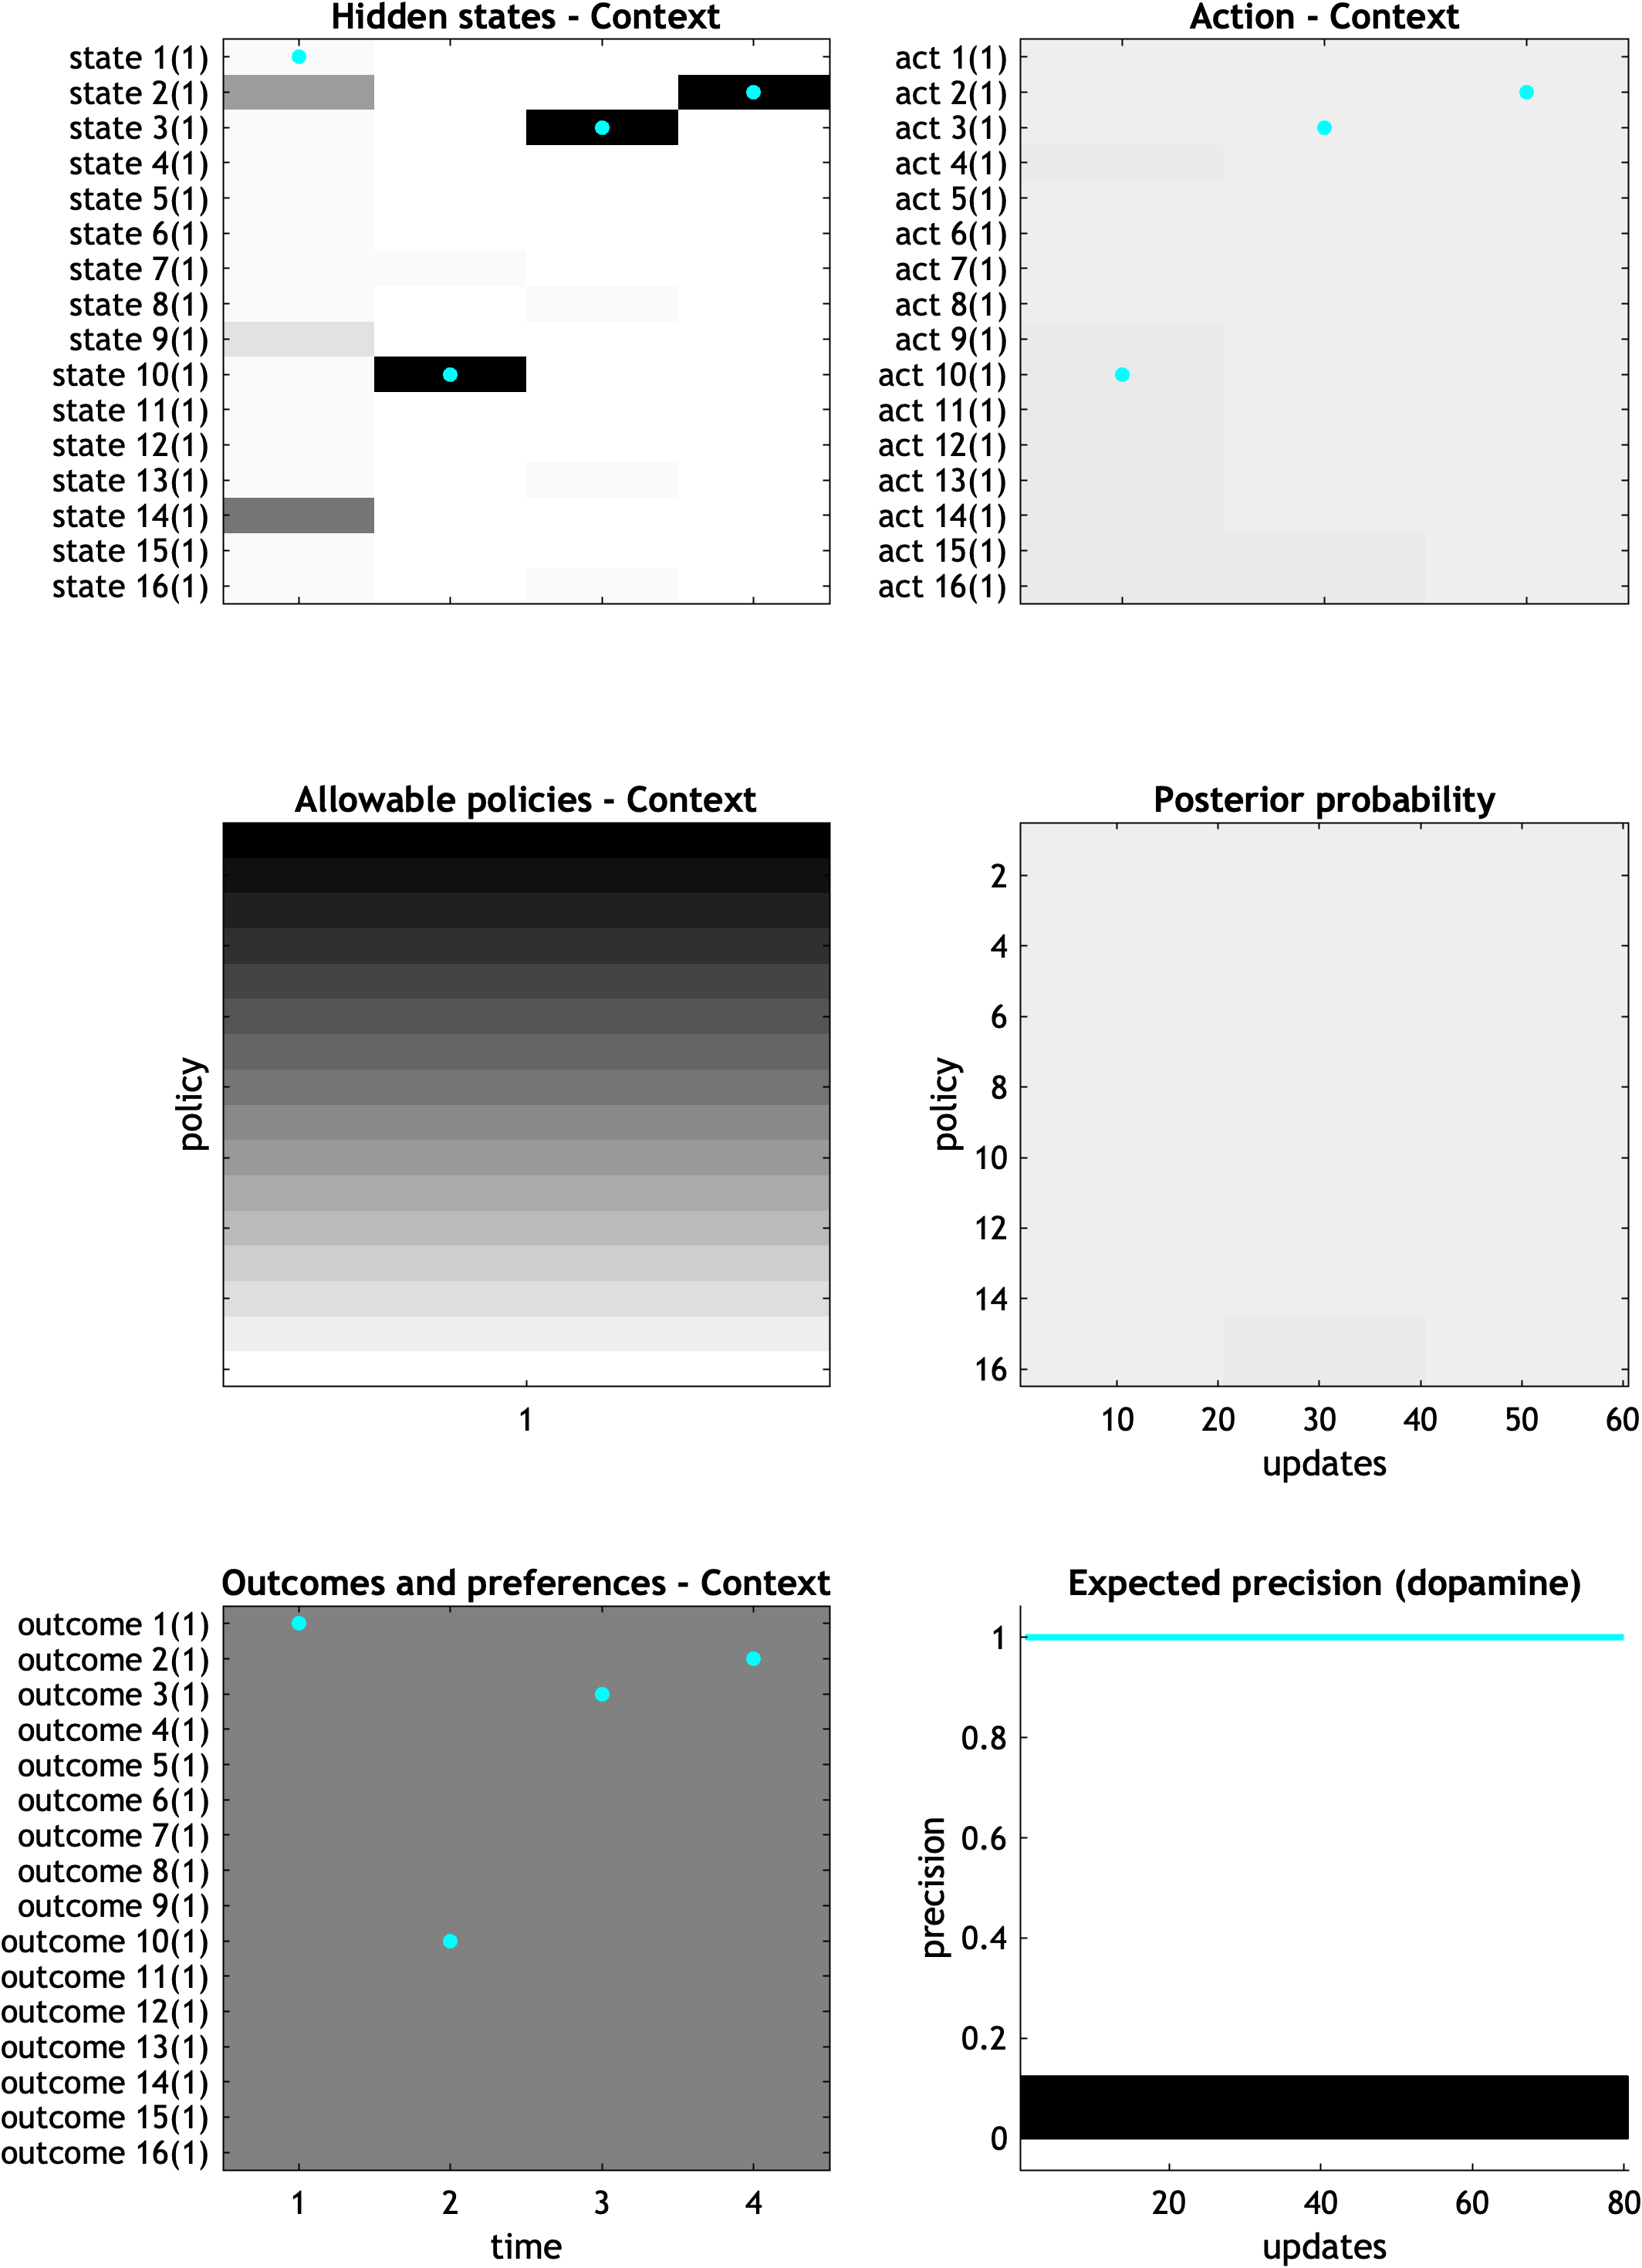 Hidden states - Context
state 1(1)
state 2(1)
state 3(1)
state 4(1)
state 5(1)
state 6(1)
state 7(1)
state 8(1)
state 9(1)
state 10(1)
state 11(1)
state 12(1)
state 13(1)
state 14(1)
state 15(1)
state 16(1)
Action - Context
act 1(1)
act 2(1)
act 3(1)
act 4(1)
act 5(1)
act 6(1)
act 7(1)
act 8(1)
act 9(1)
act 10(1)
act 11(1)
act 12(1)
act 13(1)
act 14(1)
act 15(1)
act 16(1)
Allowable policies - Context
policy
1
Posterior probability
policy
2
4
6
8
10
12
14
16
10 20 30 40 50 60
updates
Outcomes and preferences - Context
outcome 1(1)
outcome 2(1)
outcome 3(1)
outcome 4(1)
outcome 5(1)
outcome 6(1)
outcome 7(1)
outcome 8(1)
outcome 9(1)
outcome 10(1)
outcome 11(1)
outcome 12(1)
outcome 13(1)
outcome 14(1)
outcome 15(1)
outcome 16(1)
1 2 3 4
time
Expected precision (dopamine)
precision
1
0.8
0.6
0.4
0.2
0
20 40 60 80
updates